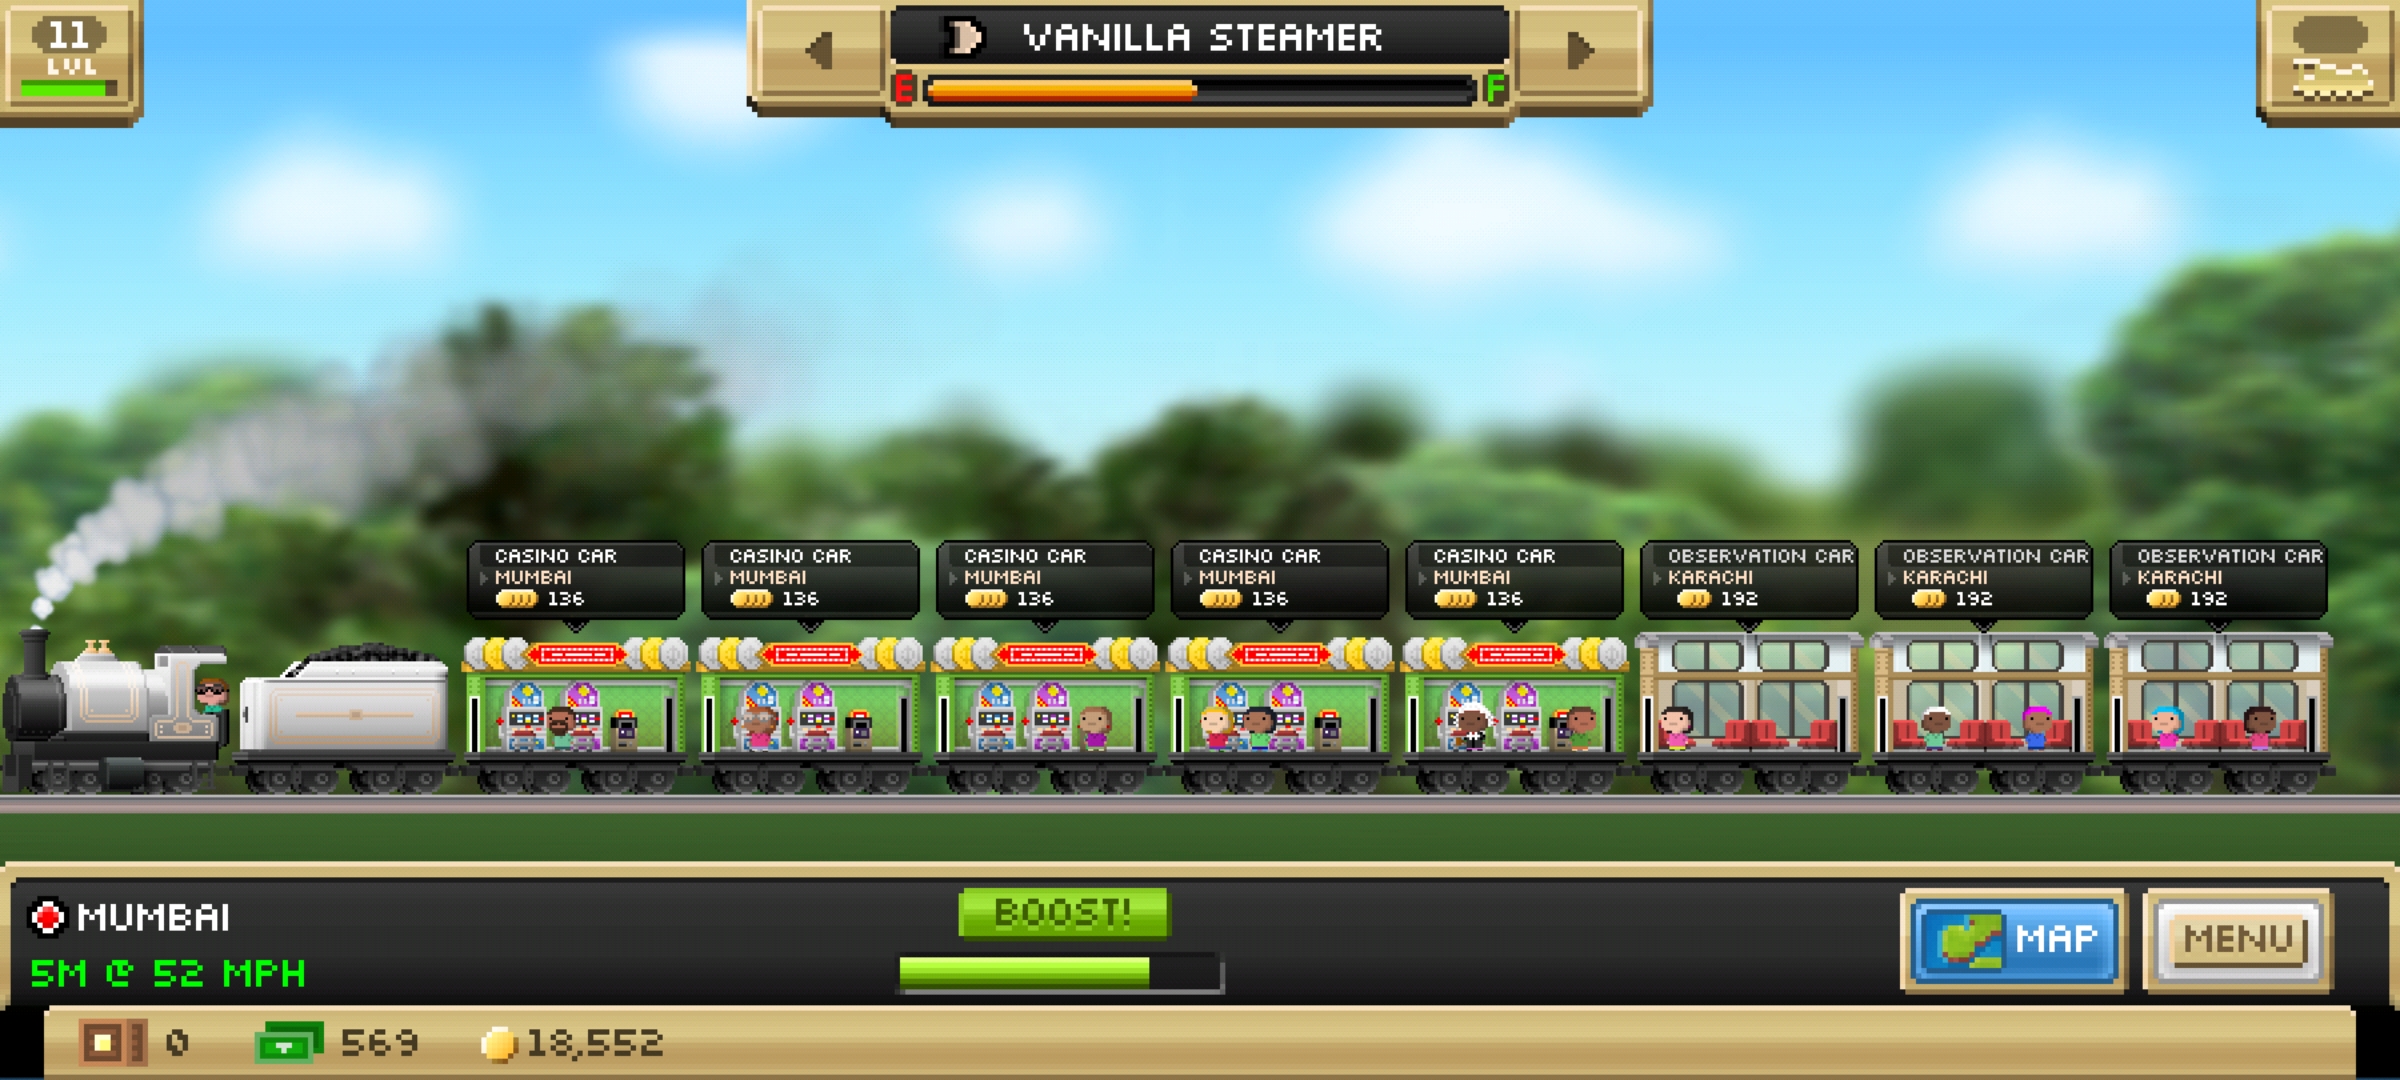 11
LVL
VANILLA STEAMER
E
F
CASINO CAR
MUMBAI
136
CASINO CAR
MUMBAI
136
CASINO CAR
MUMBAI
136
CASINO CAR
MUMBAI
136
CASINO CAR
MUMBAI
136
OBSERVATION CAR
KARACHI
192
OBSERVATION CAR
KARACHI
192
OBSERVATION CAR
KARACHI
192
MUMBAI
5M @ 52 MPH
BOOST!
MAP
MENU
0
569
18,552